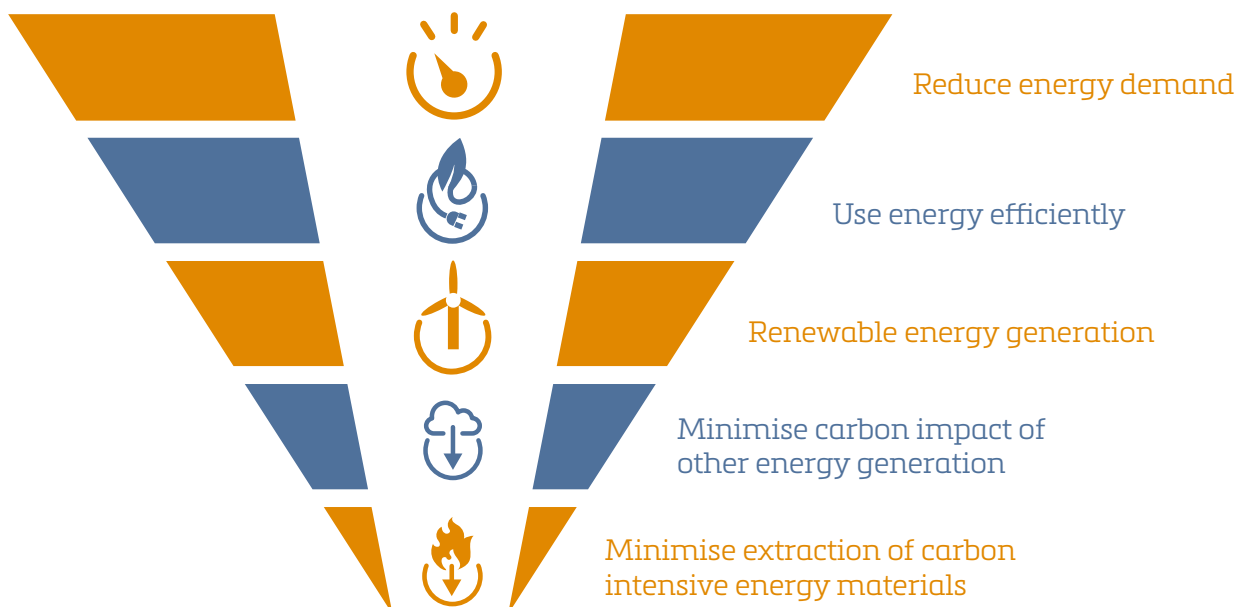 Reduce energy demand
Use energy efficiently
Renewable energy generation
Minimise carbon impact of
other energy generation
Minimise extraction of carbon
intensive energy materials